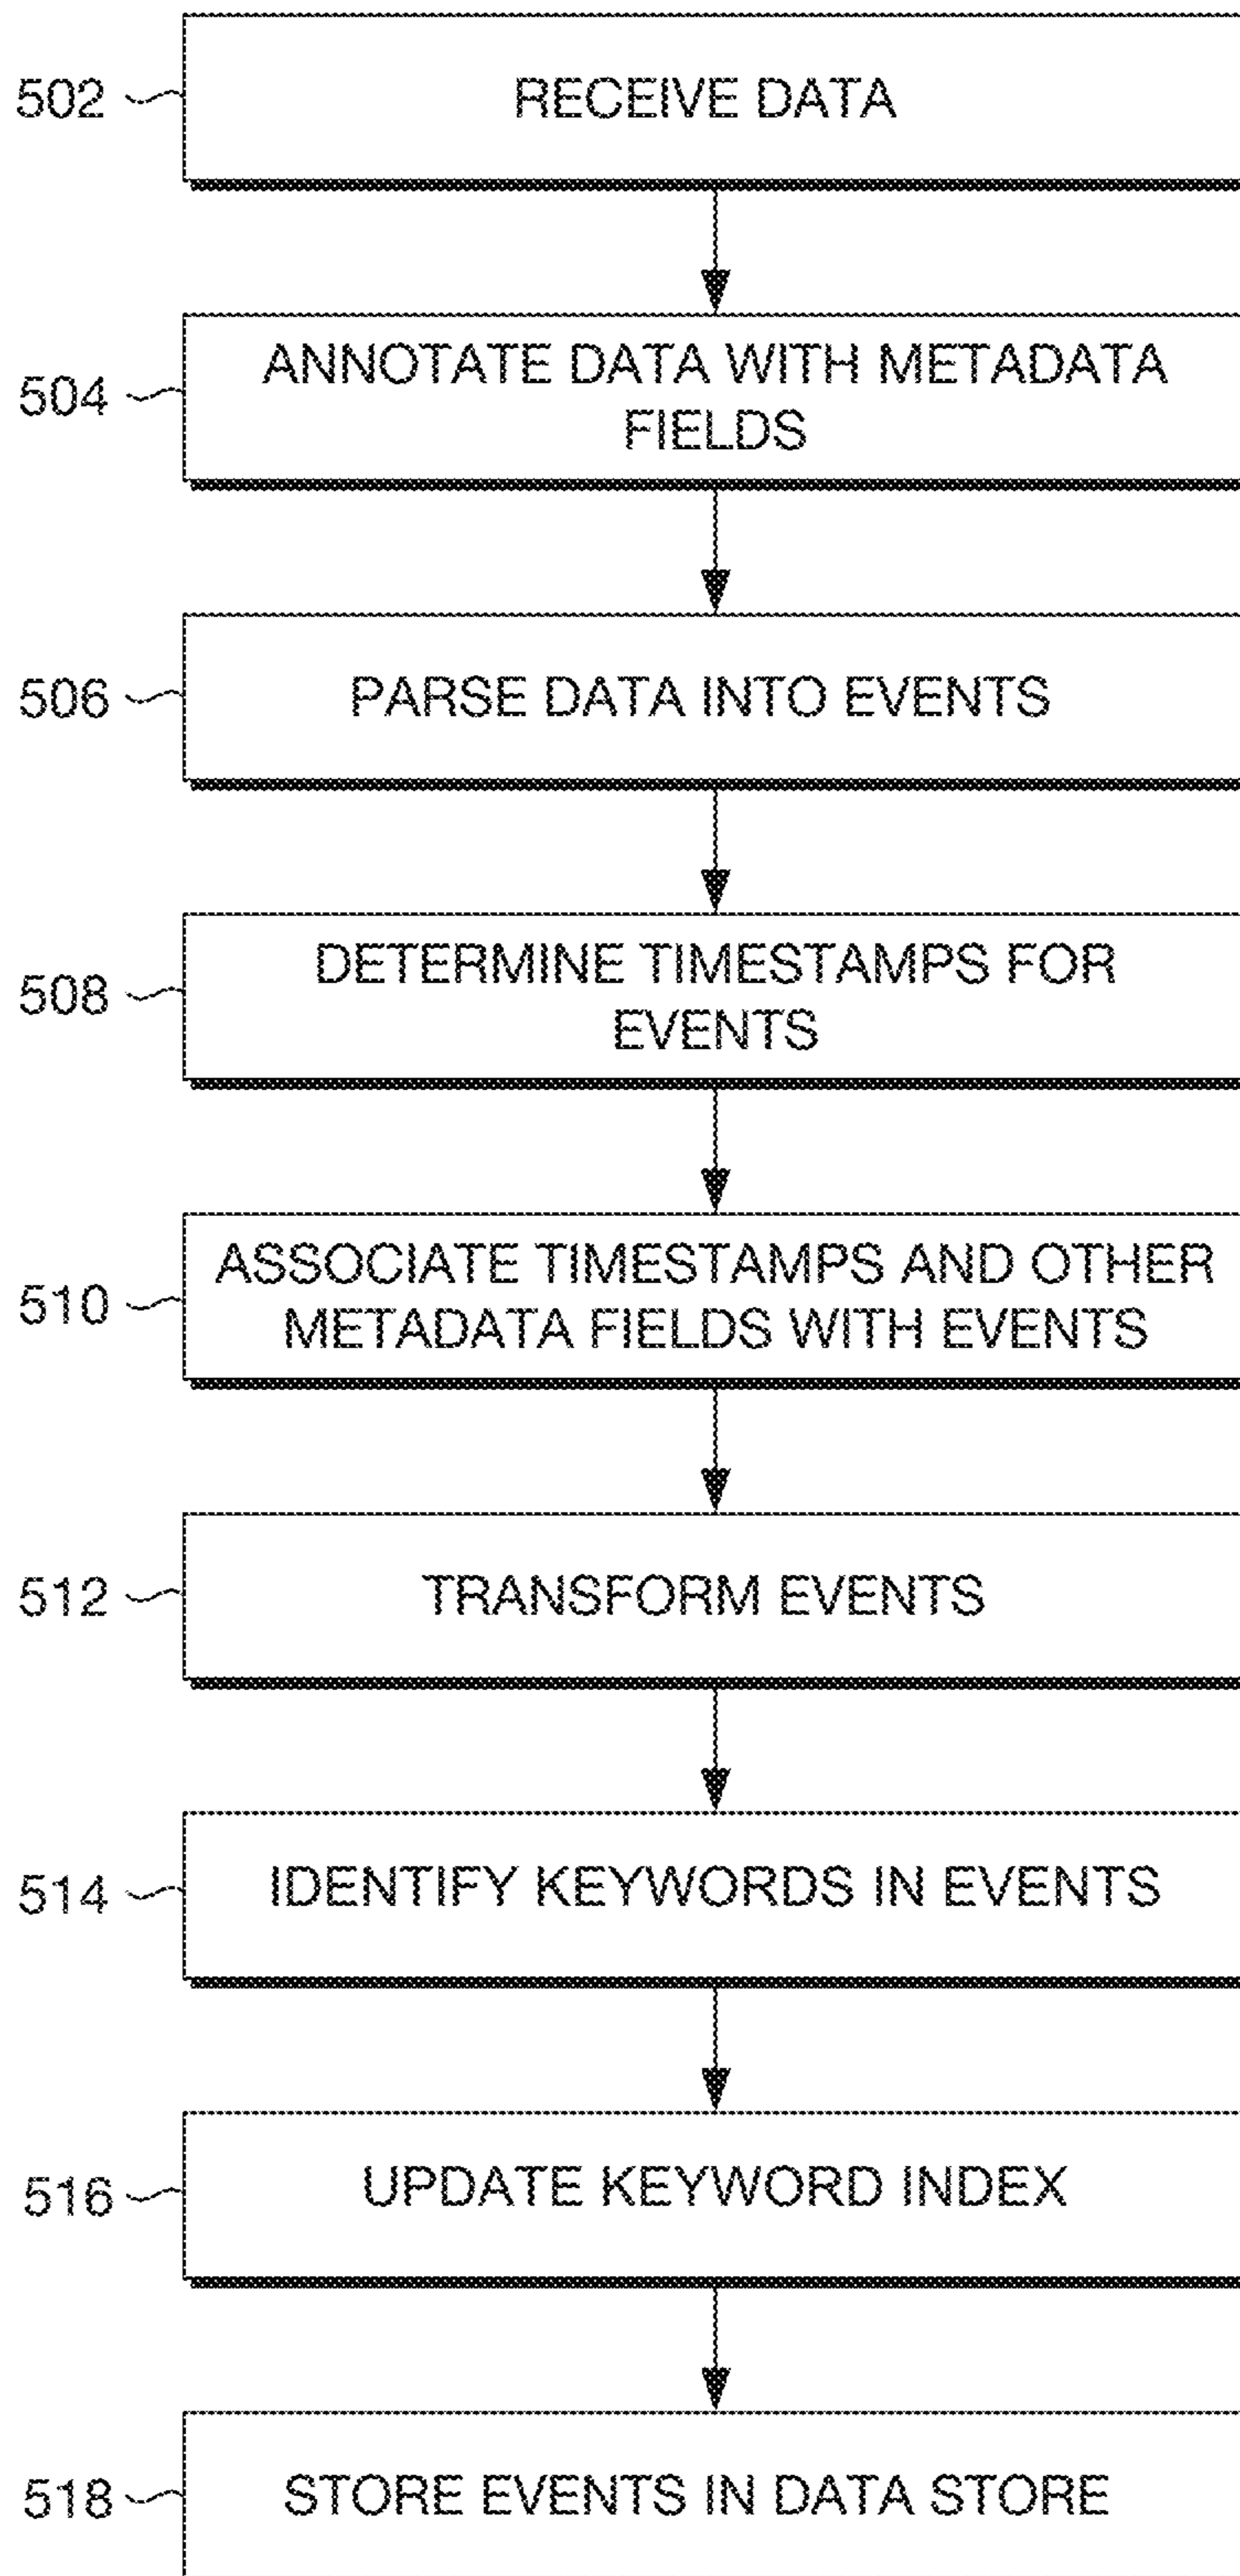 502
RECEIVE DATA
504
ANNOTATE DATA WITH METADATA
FIELDS
506
PARSE DATA INTO EVENTS
508
DETERMINE TIMESTAMPS FOR
EVENTS
510
ASSOCIATE TIMESTAMPS AND OTHER
METADATA FIELDS WITH EVENTS
512
TRANSFORM EVENTS
514
IDENTIFY KEYWORDS IN EVENTS
516
UPDATE KEYWORD INDEX
518
STORE EVENTS IN DATA STORE